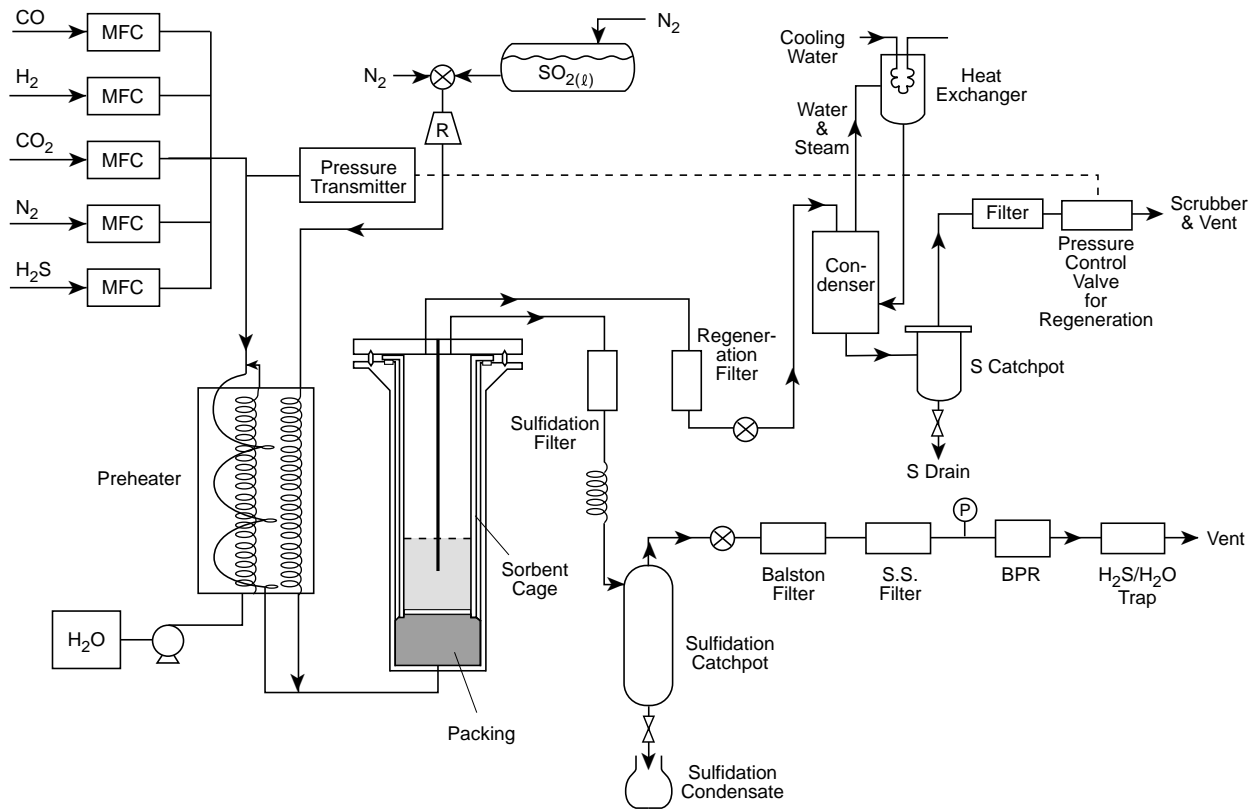 CO
MFC
H2
MFC
CO2
MFC
N2
MFC
H2S
MFC
N2
N2
SO2(ℓ)
R
Pressure
Transmitter
Cooling
Water
Heat
Exchanger
Water
&
Steam
Filter
Scrubber
& Vent
Pressure
Control
Valve
for
Regeneration
Con-
denser
S Catchpot
S Drain
Regener-
ation
Filter
Sulfidation
Filter
Preheater
H2O
Sorbent
Cage
Packing
P
Balston
Filter
S.S.
Filter
BPR
H2S/H2O
Trap
Vent
Sulfidation
Catchpot
Sulfidation
Condensate